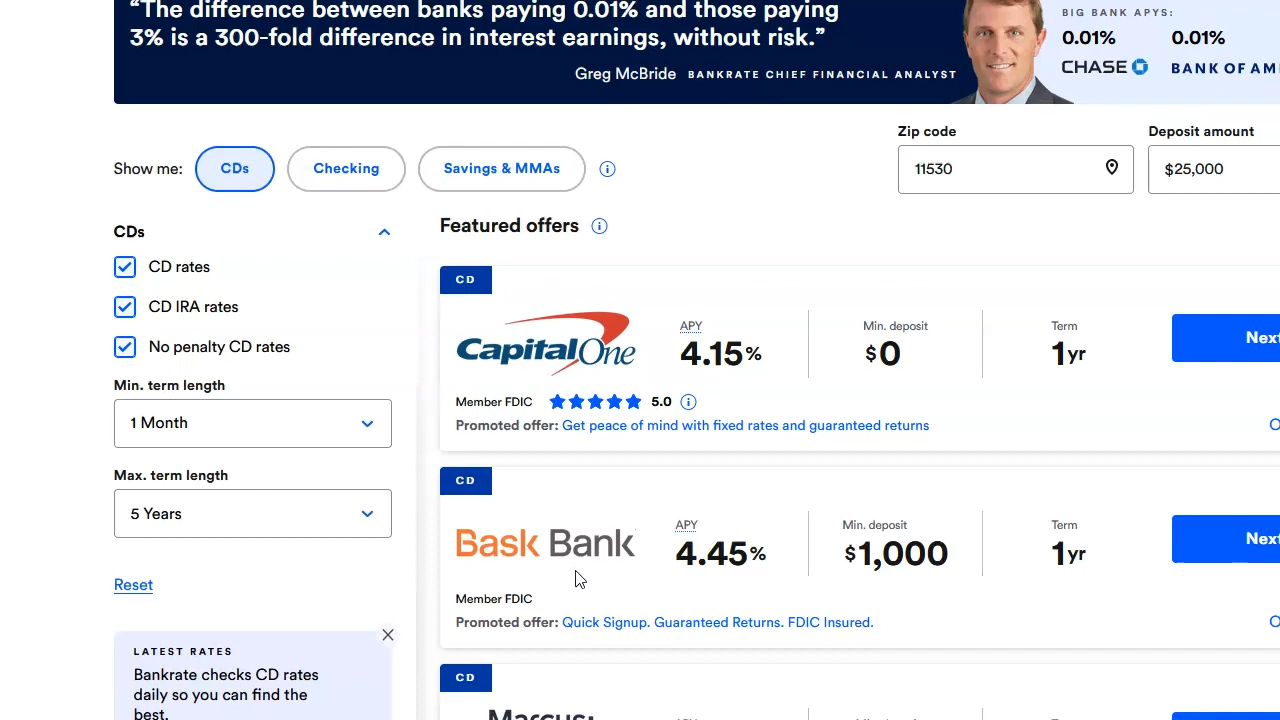 “The difference between banks paying 0.01% and those paying
3% is a 300-fold difference in interest earnings, without risk.”
Greg McBride BANKRATE CHIEF FINANCIAL ANALYST
BIG BANK APYS:
0.01% 0.01%
CHASE BANK OF AM
Zip code Deposit amount
Show me: CDs Checking Savings & MMAs 11530 $25,000
CDs
CD rates
CD IRA rates
No penalty CD rates
Min. term length
1 Month
Max. term length
5 Years
Reset
LATEST RATES
Bankrate checks CD rates
daily so you can find the
best.
Featured offers
CD
Capital One
APY Min. deposit Term
4.15% $0 1yr Next
Member FDIC 5.0
Promoted offer: Get peace of mind with fixed rates and guaranteed returns
CD
Bask Bank
APY Min. deposit Term
4.45% $1,000 1yr Next
Member FDIC
Promoted offer: Quick Signup. Guaranteed Returns. FDIC Insured.
CD
Marcus: